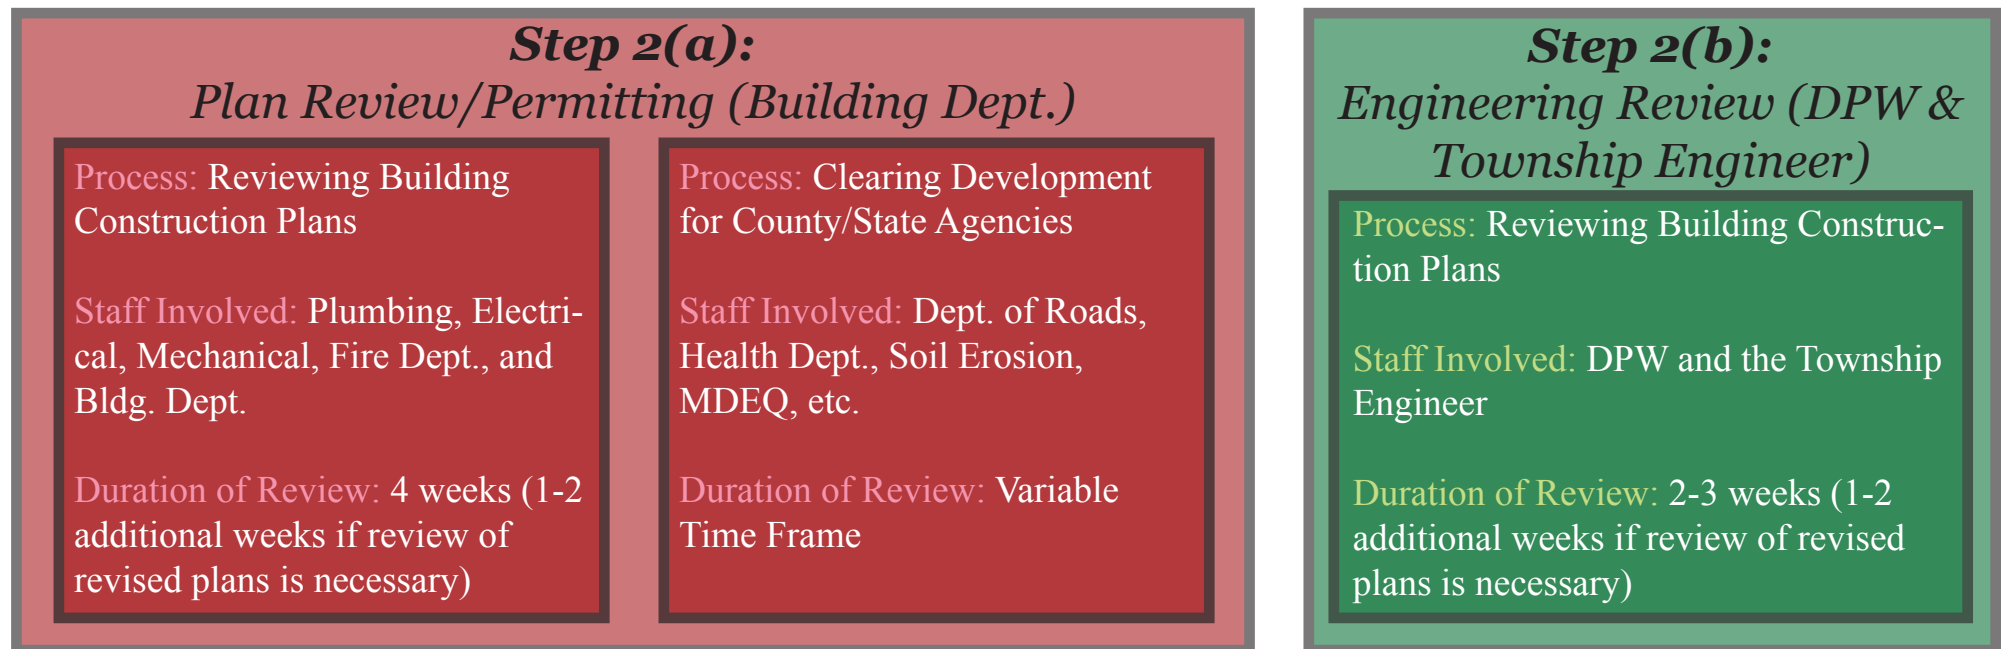 Step 2(a):
Plan Review/Permitting (Building Dept.)
Process: Reviewing Building
Construction Plans
Staff Involved: Plumbing, Electri-
cal, Mechanical, Fire Dept., and
Bldg. Dept.
Duration of Review: 4 weeks (1-2
additional weeks if review of
revised plans is necessary)
Process: Clearing Development
for County/State Agencies
Staff Involved: Dept. of Roads,
Health Dept., Soil Erosion,
MDEQ, etc.
Duration of Review: Variable
Time Frame
Step 2(b):
Engineering Review (DPW &
Township Engineer)
Process: Reviewing Building Construc-
tion Plans
Staff Involved: DPW and the Township
Engineer
Duration of Review: 2-3 weeks (1-2
additional weeks if review of revised
plans is necessary)